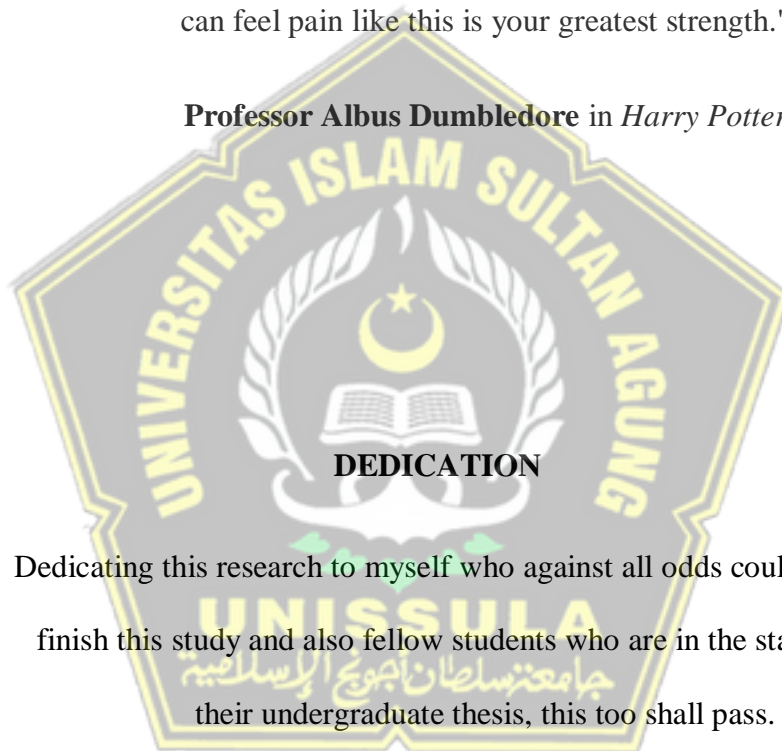 can feel pain like this is your greatest strength."
Professor Albus Dumbledore in Harry Potter
UNIVERSITAS ISLAM SULTAN AGUNG
DEDICATION
Dedicating this research to myself who against all odds coul
finish this study and also fellow students who are in the sta
UNISSULA
جامعة سلطان أجونج الإسلامية
their undergraduate thesis, this too shall pass.